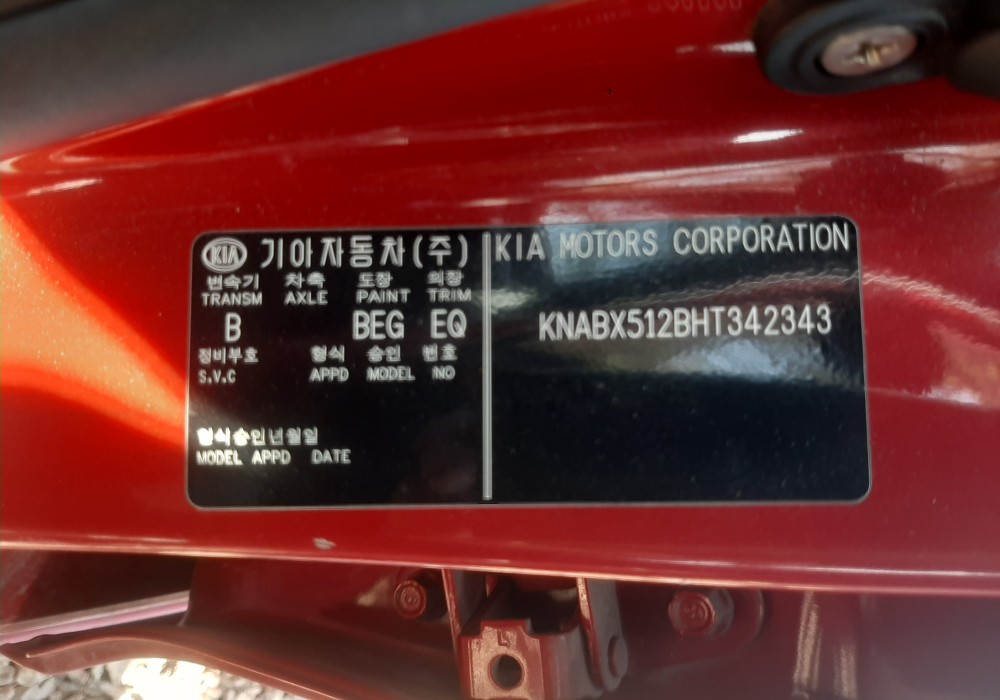 KIA 기아자동차(주)
KIA MOTORS CORPORATION
변속기 차축 도장 의장
TRANSM AXLE PAINT TRIM
B BEG EQ
KNABX512BHT342343
정비부호 형식 승인 번호
S.V.C APPD MODEL NO
형식승인년월일
MODEL APPD DATE
L